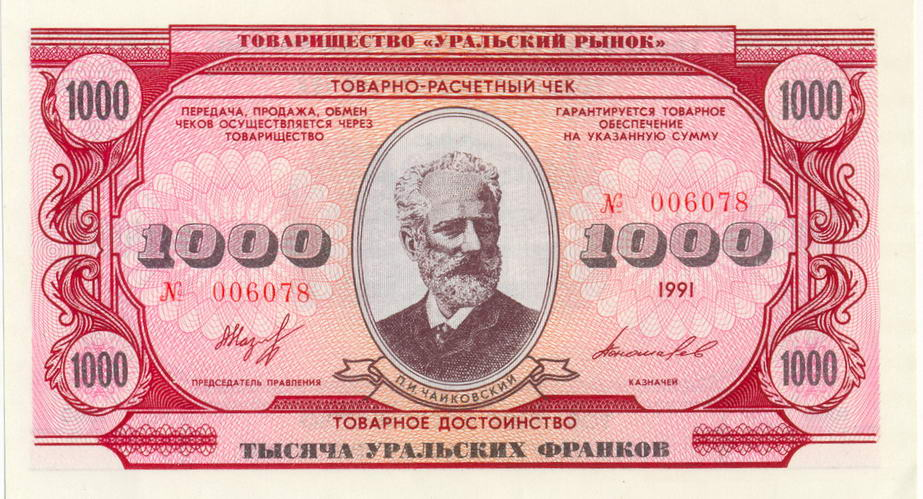 ТОВАРИЩЕСТВО «УРАЛЬСКИЙ РЫНОК»
ТОВАРНО-РАСЧЕТНЫЙ ЧЕК
1000
1000
ПЕРЕДАЧА, ПРОДАЖА, ОБМЕН
ЧЕКОВ ОСУЩЕСТВЛЯЕТСЯ ЧЕРЕЗ
ТОВАРИЩЕСТВО
ГАРАНТИРУЕТСЯ ТОВАРНОЕ
ОБЕСПЕЧЕНИЕ
НА УКАЗАННУЮ СУММУ
№ 006078
1000
1000
№ 006078
1991
ПРЕДСЕДАТЕЛЬ ПРАВЛЕНИЯ
КАЗНАЧЕЙ
1000
1000
П.И. ЧАЙКОВСКИЙ
ТОВАРНОЕ ДОСТОИНСТВО
ТЫСЯЧА УРАЛЬСКИХ ФРАНКОВ